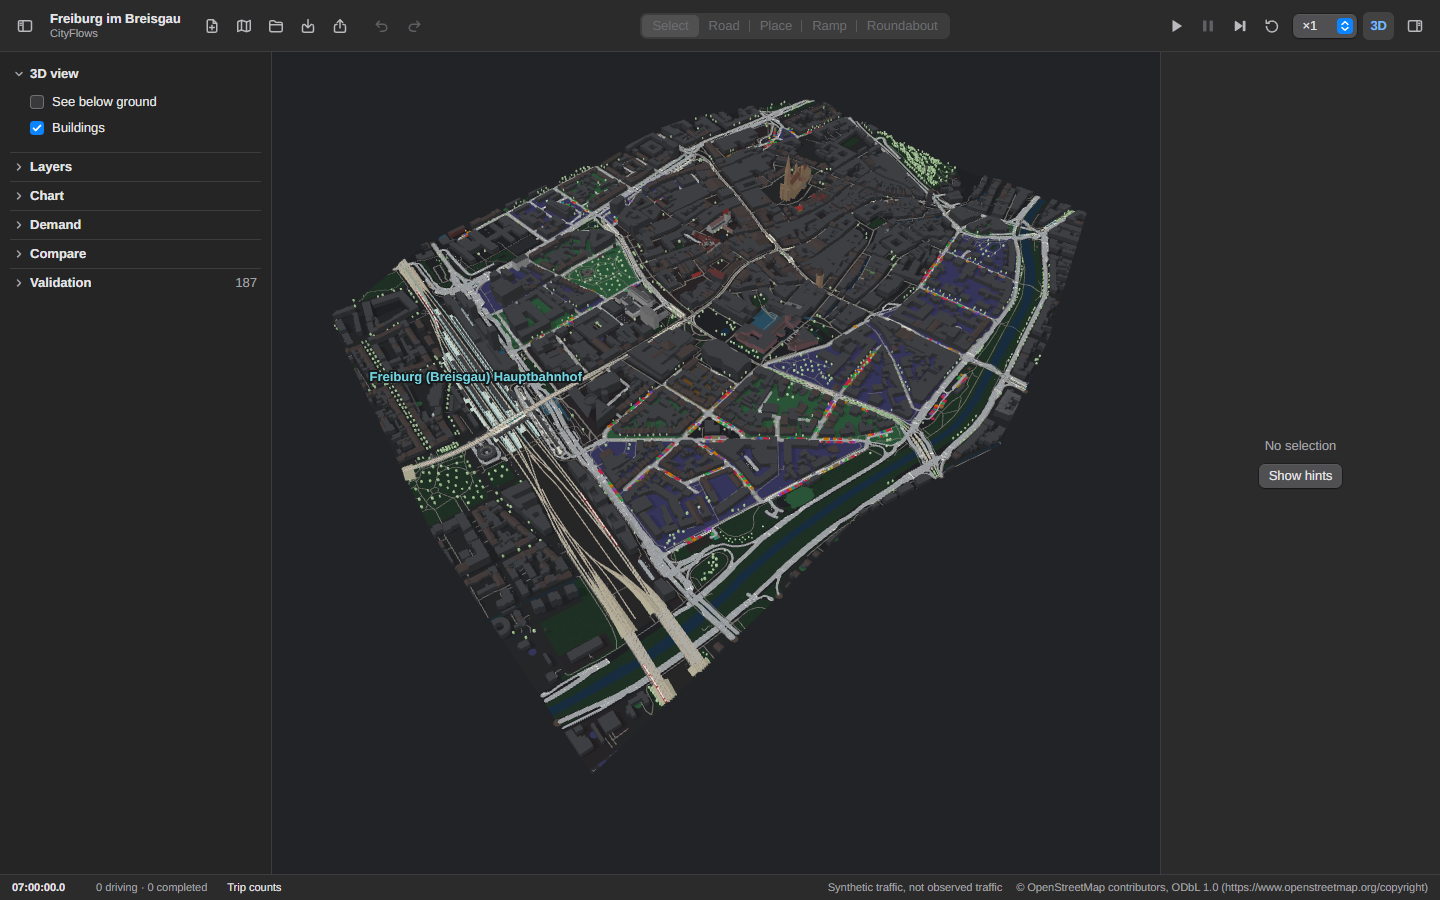 Freiburg im Breisgau
CityFlows
Select
Road
Place
Ramp
Roundabout
×1
3D
3D view
See below ground
Buildings
Layers
Chart
Demand
Compare
Validation
187
Freiburg (Breisgau) Hauptbahnhof
No selection
Show hints
07:00:00.0
0 driving · 0 completed
Trip counts
Synthetic traffic, not observed traffic
© OpenStreetMap contributors, ODbL 1.0 (https://www.openstreetmap.org/copyright)